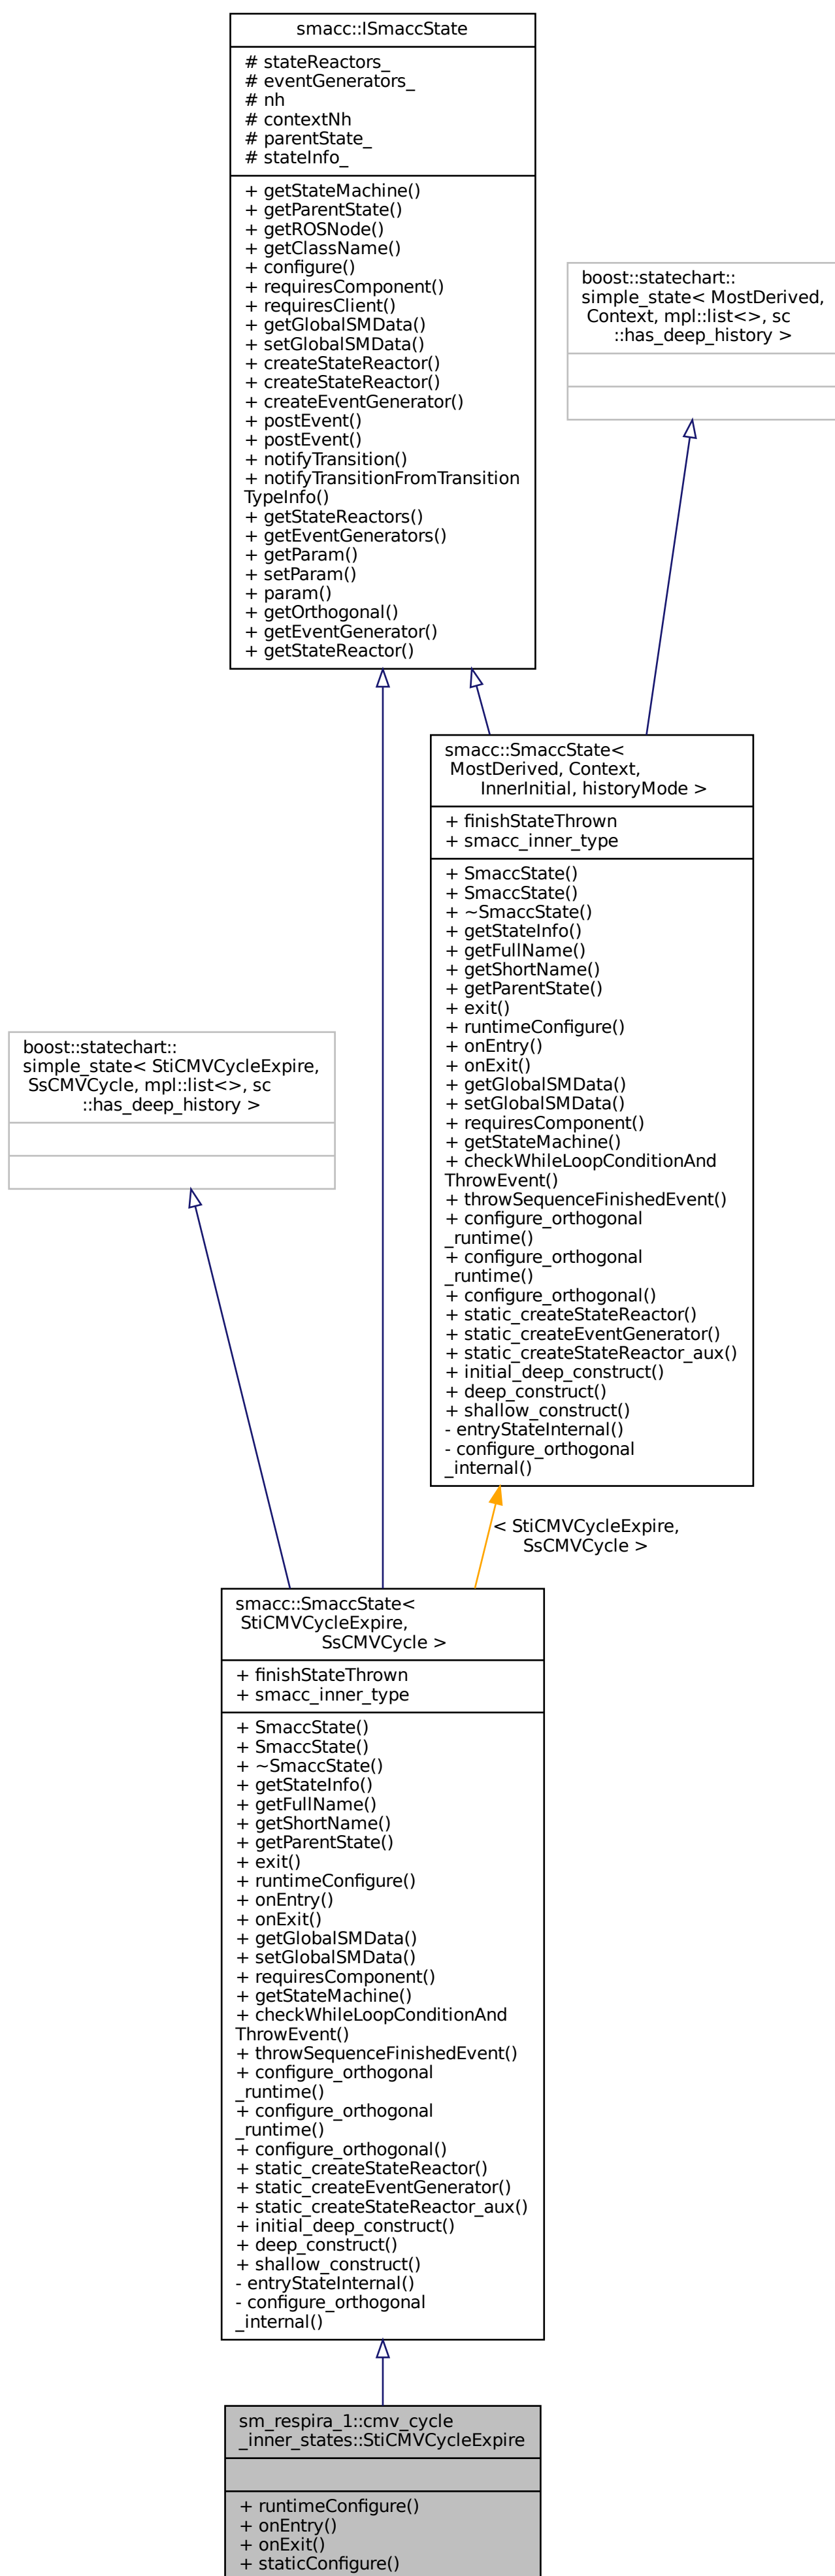 smacc::ISmaccState
# stateReactors_
# eventGenerators_
# nh
# contextNh
# parentState_
# stateInfo_
+ getStateMachine()
+ getParentState()
+ getROSNode()
+ getClassName()
+ configure()
+ requiresComponent()
+ requiresClient()
+ getGlobalSMData()
+ setGlobalSMData()
+ createStateReactor()
+ createStateReactor()
+ createEventGenerator()
+ postEvent()
+ postEvent()
+ notifyTransition()
+ notifyTransitionFromTransition
TypeInfo()
+ getStateReactors()
+ getEventGenerators()
+ getParam()
+ setParam()
+ param()
+ getOrthogonal()
+ getEventGenerator()
+ getStateReactor()
boost::statechart::
simple_state< MostDerived,
Context, mpl::list<>, sc
::has_deep_history >
smacc::SmaccState<
MostDerived, Context,
InnerInitial, historyMode >
+ finishStateThrown
+ smacc_inner_type
+ SmaccState()
+ SmaccState()
+ ~SmaccState()
+ getStateInfo()
+ getFullName()
+ getShortName()
+ getParentState()
+ exit()
+ runtimeConfigure()
+ onEntry()
+ onExit()
+ getGlobalSMData()
+ setGlobalSMData()
+ requiresComponent()
+ getStateMachine()
+ checkWhileLoopConditionAnd
ThrowEvent()
+ throwSequenceFinishedEvent()
+ configure_orthogonal
_runtime()
+ configure_orthogonal
_runtime()
+ configure_orthogonal()
+ static_createStateReactor()
+ static_createEventGenerator()
+ static_createStateReactor_aux()
+ initial_deep_construct()
+ deep_construct()
+ shallow_construct()
- entryStateInternal()
- configure_orthogonal
_internal()
boost::statechart::
simple_state< StiCMVCycleExpire,
SsCMVCycle, mpl::list<>, sc
::has_deep_history >
< StiCMVCycleExpire,
SsCMVCycle >
smacc::SmaccState<
StiCMVCycleExpire,
SsCMVCycle >
+ finishStateThrown
+ smacc_inner_type
+ SmaccState()
+ SmaccState()
+ ~SmaccState()
+ getStateInfo()
+ getFullName()
+ getShortName()
+ getParentState()
+ exit()
+ runtimeConfigure()
+ onEntry()
+ onExit()
+ getGlobalSMData()
+ setGlobalSMData()
+ requiresComponent()
+ getStateMachine()
+ checkWhileLoopConditionAnd
ThrowEvent()
+ throwSequenceFinishedEvent()
+ configure_orthogonal
_runtime()
+ configure_orthogonal
_runtime()
+ configure_orthogonal()
+ static_createStateReactor()
+ static_createEventGenerator()
+ static_createStateReactor_aux()
+ initial_deep_construct()
+ deep_construct()
+ shallow_construct()
- entryStateInternal()
- configure_orthogonal
_internal()
sm_respira_1::cmv_cycle
_inner_states::StiCMVCycleExpire
+ runtimeConfigure()
+ onEntry()
+ onExit()
+ staticConfigure()